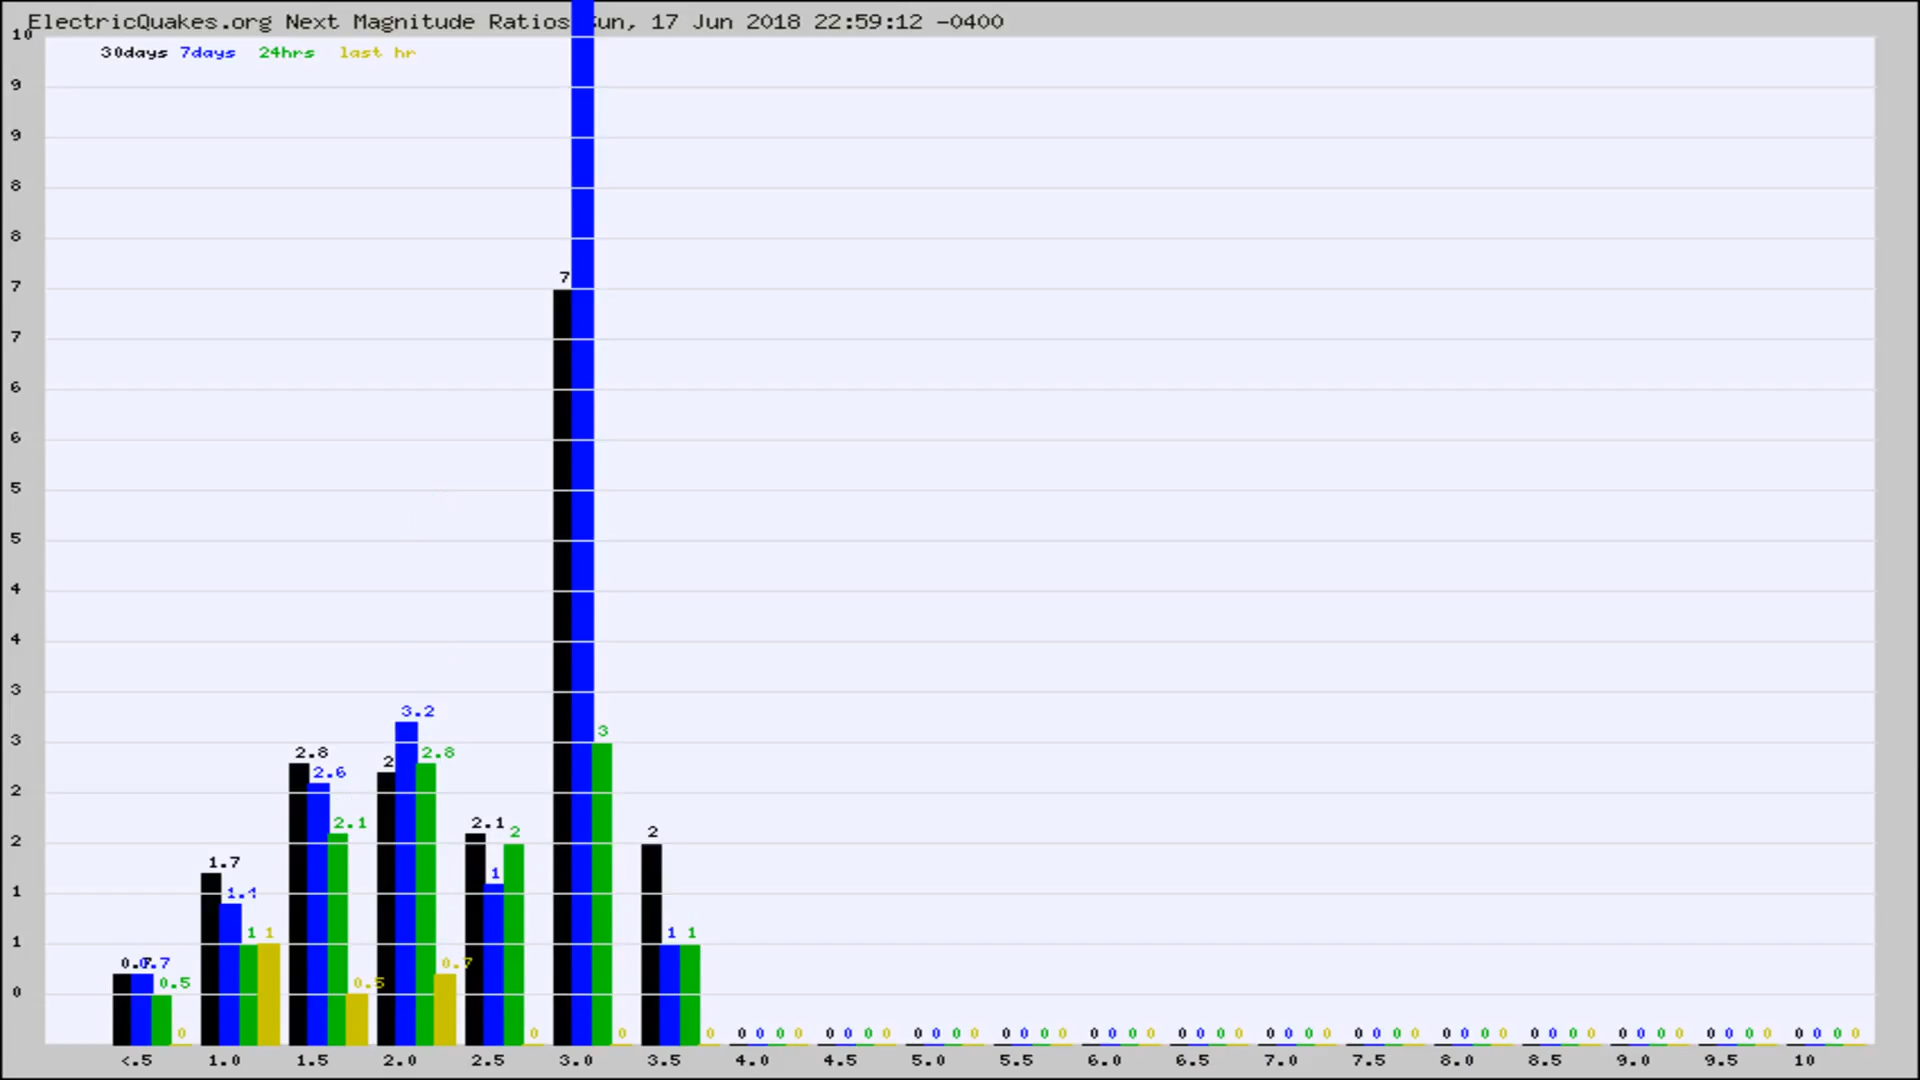 ElectricQuakes.org Next Magnitude Ratios un, 17 Jun 2018 22:59:12 -0400
30days 7days 24hrs last hr
10
9
9
8
8
7
7
6
6
5
5
4
4
3
3
2
2
1
1
0
0.7 0.5 0
1.7 1.4 1 1
2.8 2.6 2.1 0.5
2 3.2 2.8 0.7
2.1 1 2 0
7 3 0
2 1 1 0
0 0 0 0
0 0 0 0
0 0 0 0
0 0 0 0
0 0 0 0
0 0 0 0
0 0 0 0
0 0 0 0
0 0 0 0
0 0 0 0
0 0 0 0
0 0 0 0
0 0 0 0
<.5 1.0 1.5 2.0 2.5 3.0 3.5 4.0 4.5 5.0 5.5 6.0 6.5 7.0 7.5 8.0 8.5 9.0 9.5 10